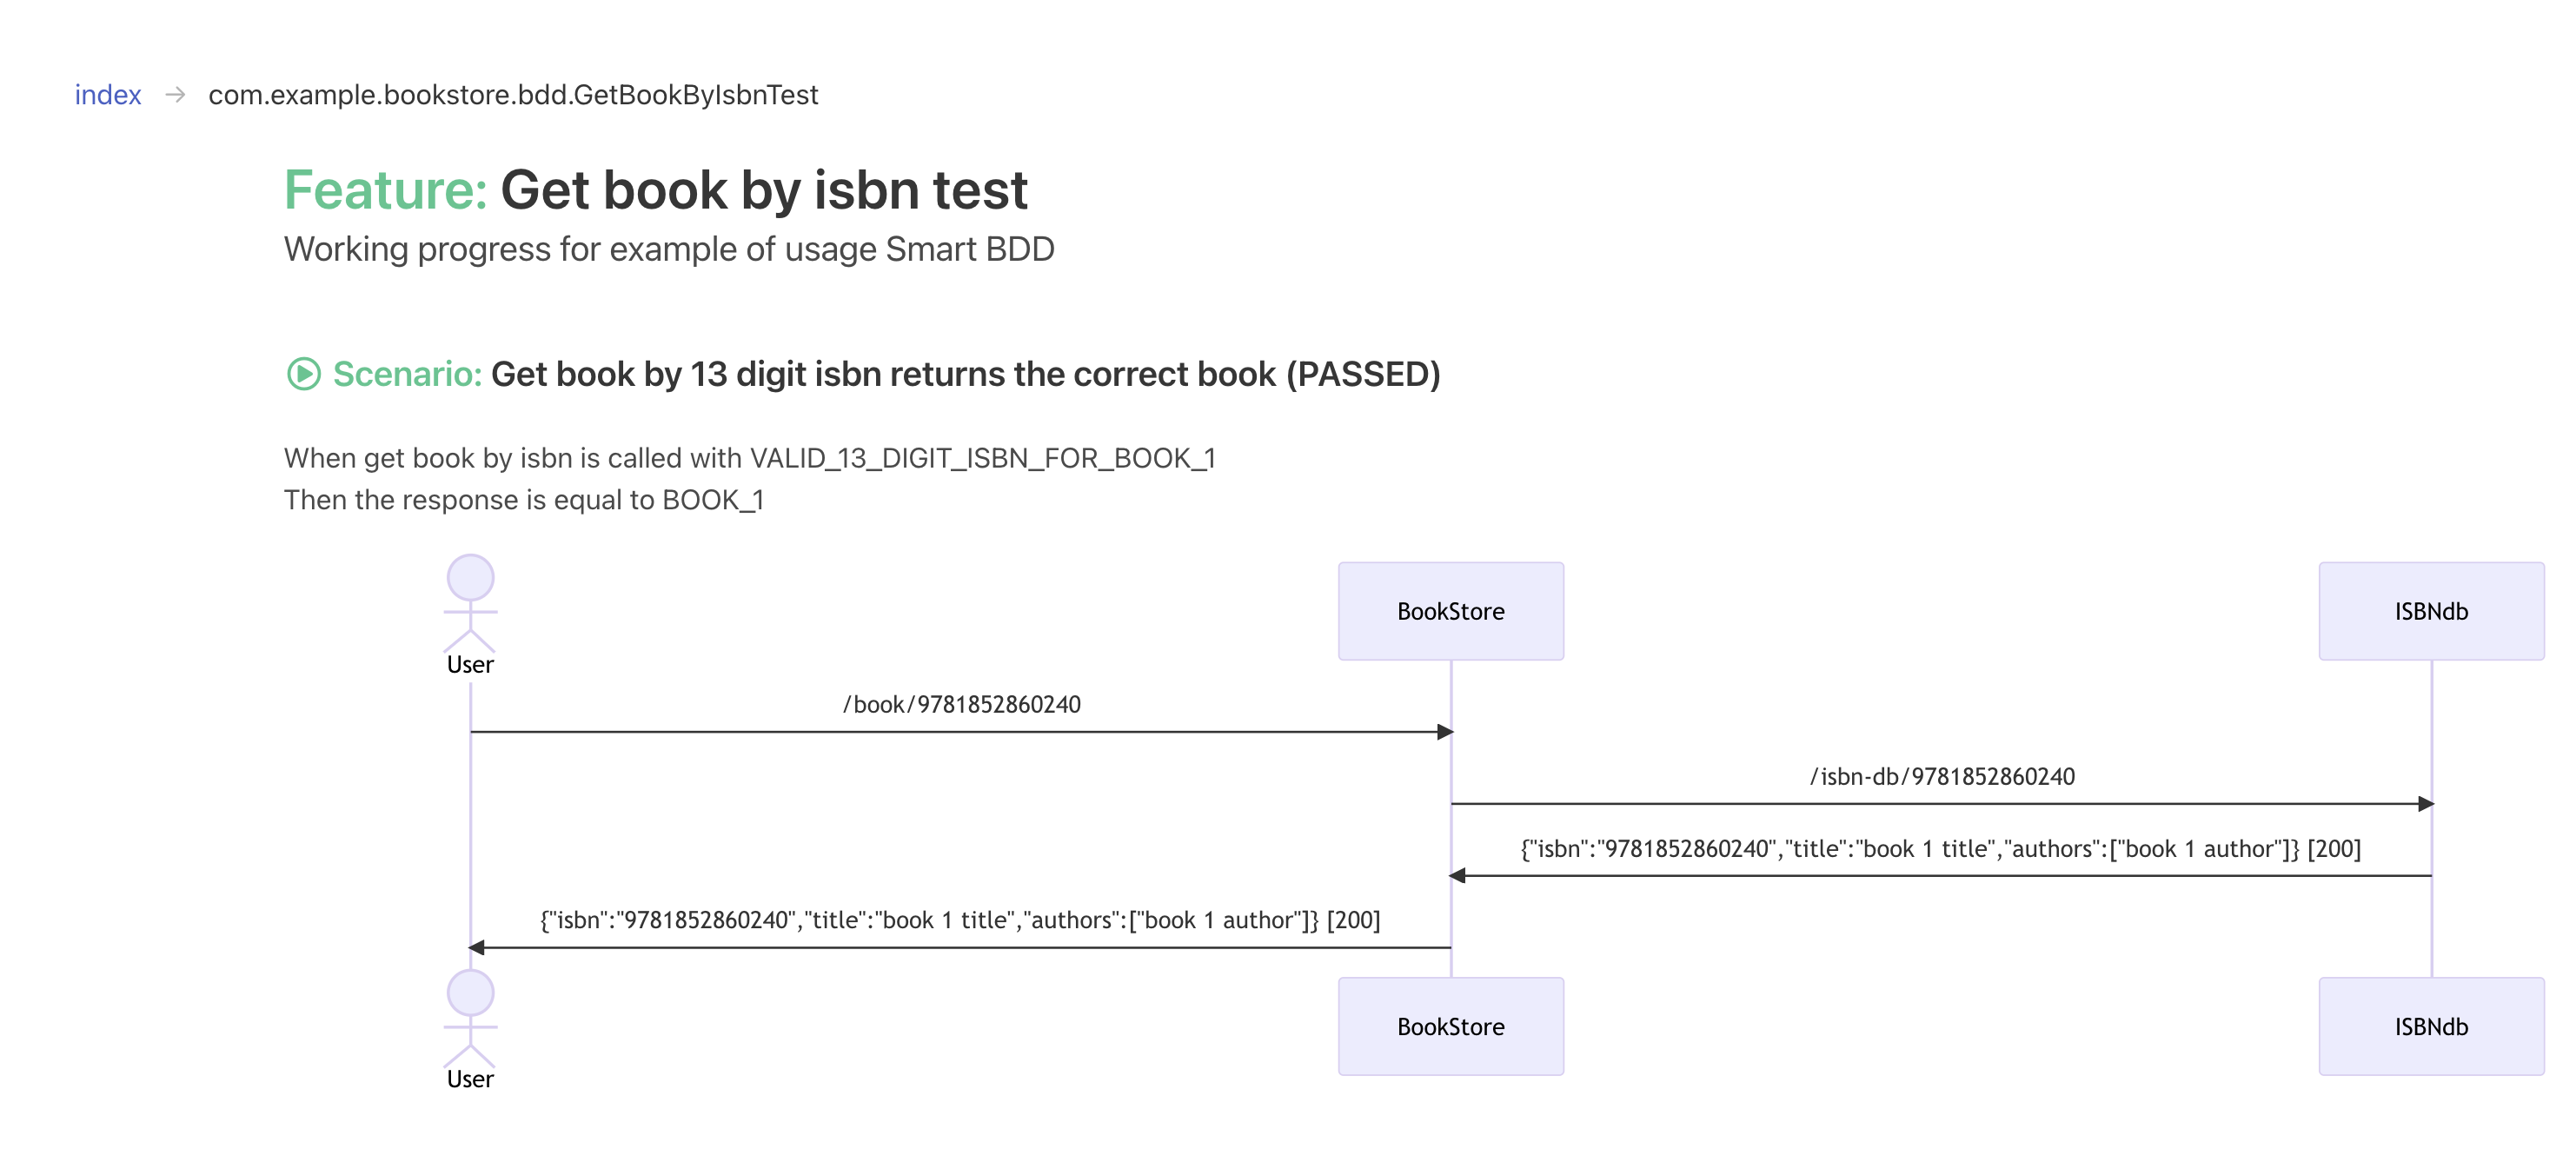 index → com.example.bookstore.bdd.GetBookByIsbnTest
Feature: Get book by isbn test
Working progress for example of usage Smart BDD
Scenario: Get book by 13 digit isbn returns the correct book (PASSED)
When get book by isbn is called with VALID_13_DIGIT_ISBN_FOR_BOOK_1
Then the response is equal to BOOK_1
BookStore
ISBNdb
User
/book/9781852860240
/isbn-db/9781852860240
{"isbn":"9781852860240","title":"book 1 title","authors":["book 1 author"]} [200]
{"isbn":"9781852860240","title":"book 1 title","authors":["book 1 author"]} [200]
BookStore
ISBNdb
User